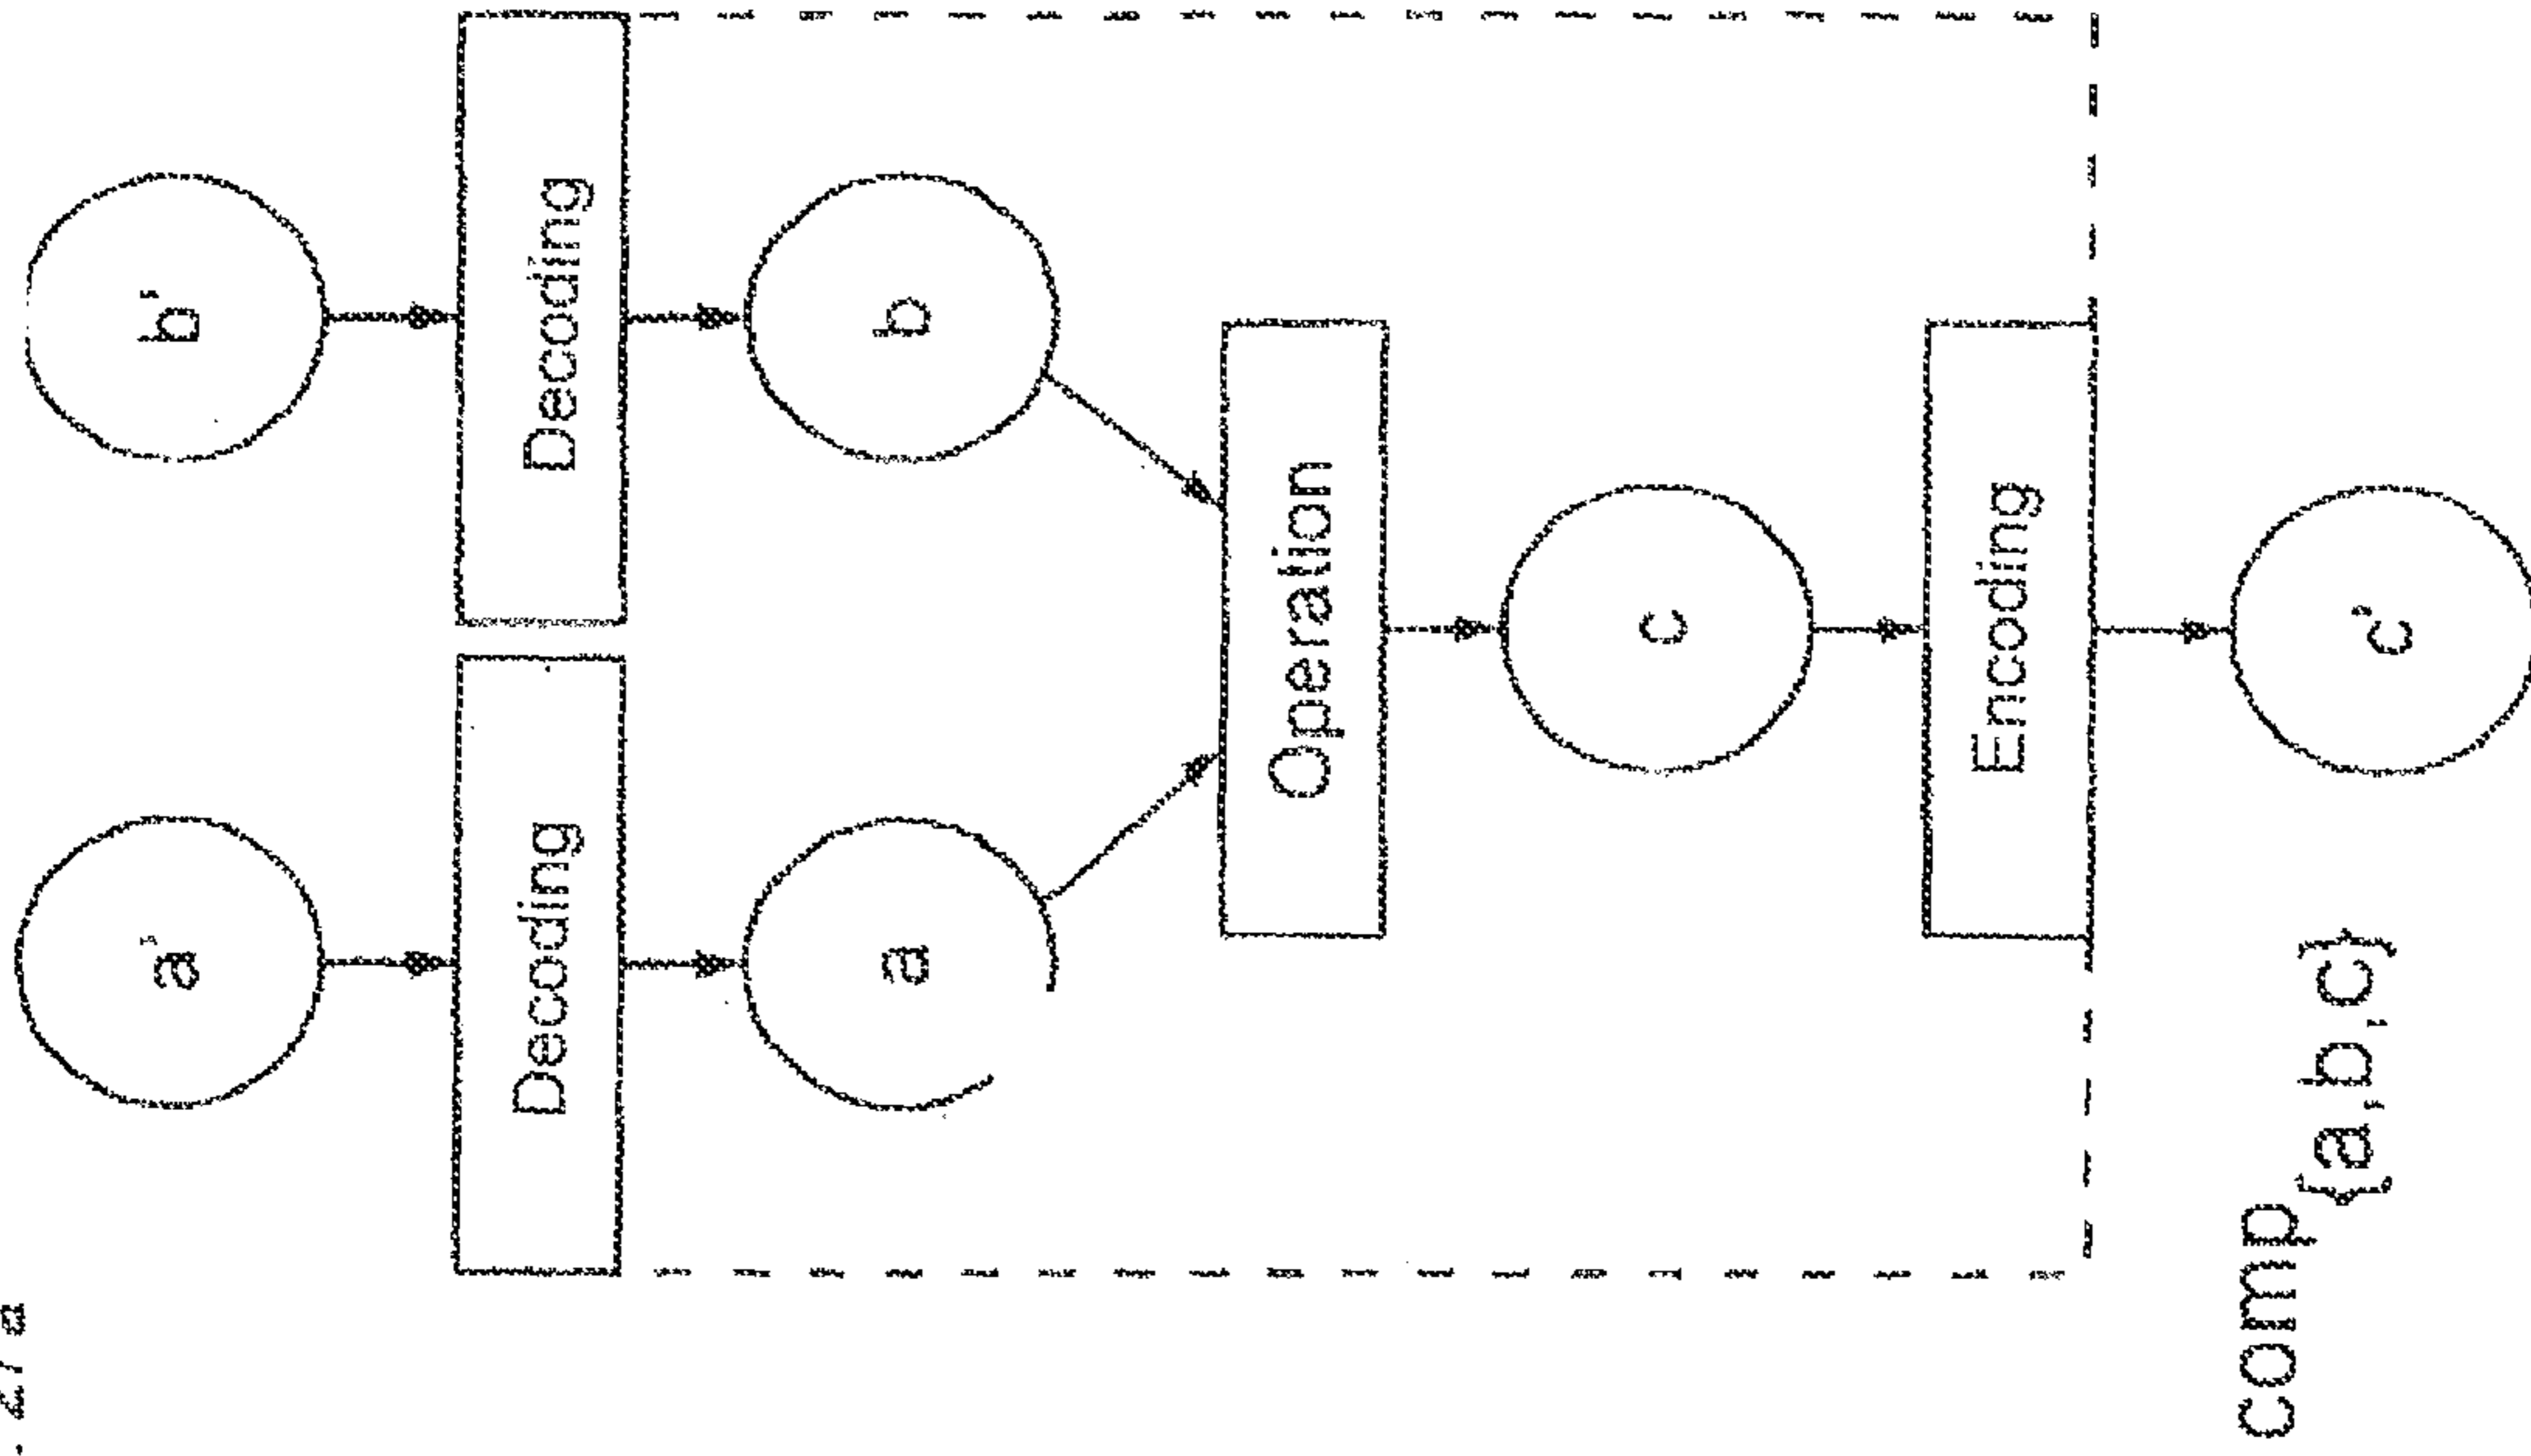 a'
b'
Decoding
Decoding
a
b
Operation
c
Encoding
comp{a,b,c}
c'